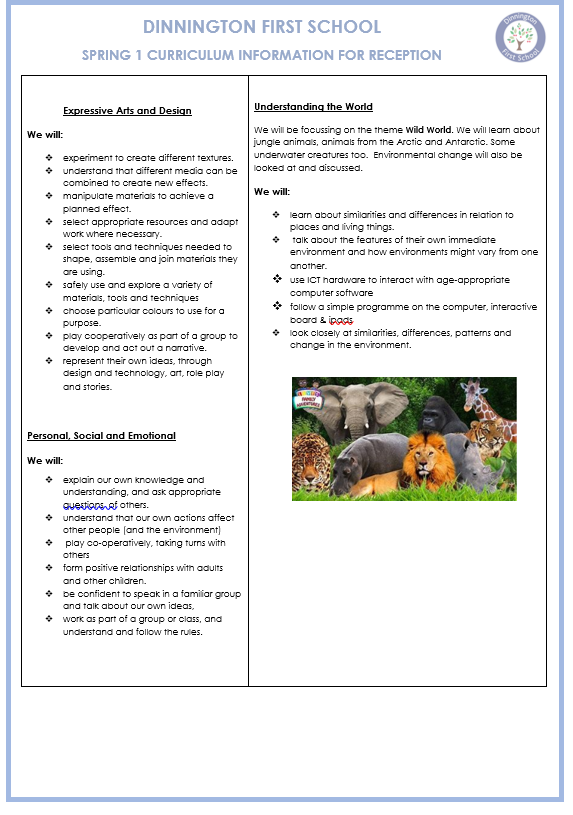 DINNINGTON FIRST SCHOOL
SPRING 1 CURRICULUM INFORMATION FOR RECEPTION
Dinnington
First School
Expressive Arts and Design
We will:
❖ experiment to create different textures.
❖ understand that different media can be
combined to create new effects.
❖ manipulate materials to achieve a
planned effect.
❖ select appropriate resources and adapt
work where necessary.
❖ select tools and techniques needed to
shape, assemble and join materials they
are using.
❖ safely use and explore a variety of
materials, tools and techniques
❖ choose particular colours to use for a
purpose.
❖ play cooperatively as part of a group to
develop and act out a narrative.
❖ represent their own ideas, through
design and technology, art, role play
and stories.
Personal, Social and Emotional
We will:
❖ explain our own knowledge and
understanding, and ask appropriate
questions of others.
❖ understand that our own actions affect
other people (and the environment)
❖ play co-operatively, taking turns with
others
❖ form positive relationships with adults
and other children.
❖ be confident to speak in a familiar group
and talk about our own ideas,
❖ work as part of a group or class, and
understand and follow the rules.
Understanding the World
We will be focussing on the theme Wild World. We will learn about
jungle animals, animals from the Arctic and Antarctic. Some
underwater creatures too. Environmental change will also be
looked at and discussed.
We will:
❖ learn about similarities and differences in relation to
places and living things.
❖ talk about the features of their own immediate
environment and how environments might vary from one
another.
❖ use ICT hardware to interact with age-appropriate
computer software
❖ follow a simple programme on the computer, interactive
board & ipads
❖ look closely at similarities, differences, patterns and
change in the environment.
FAMILY
ADVENTURES